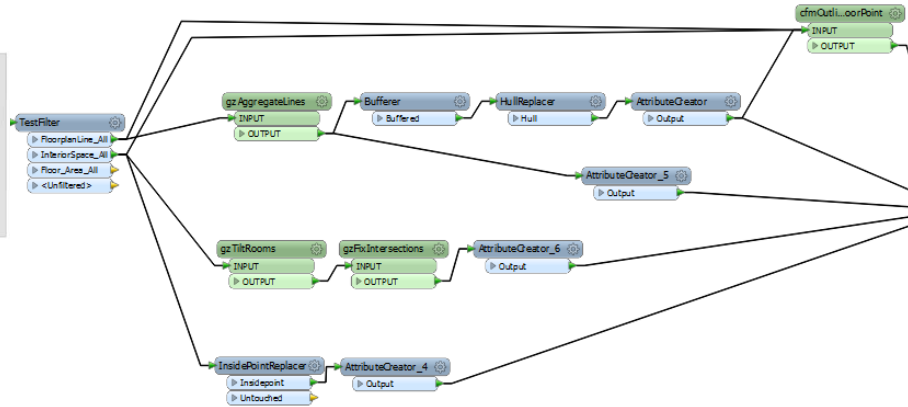 cfmOutli...oorPoint
INPUT
OUTPUT
gzAggregateLines
INPUT
OUTPUT
Bufferer
Buffered
HullReplacer
Hull
AttributeCreator
Output
TestFilter
FloorplanLine_All
InteriorSpace_All
Floor_Area_All
<Unfiltered>
AttributeCreator_5
Output
gzTiltRooms
INPUT
OUTPUT
gzFixIntersections
INPUT
OUTPUT
AttributeCreator_6
Output
InsidePointReplacer
Insidepoint
Untouched
AttributeCreator_4
Output